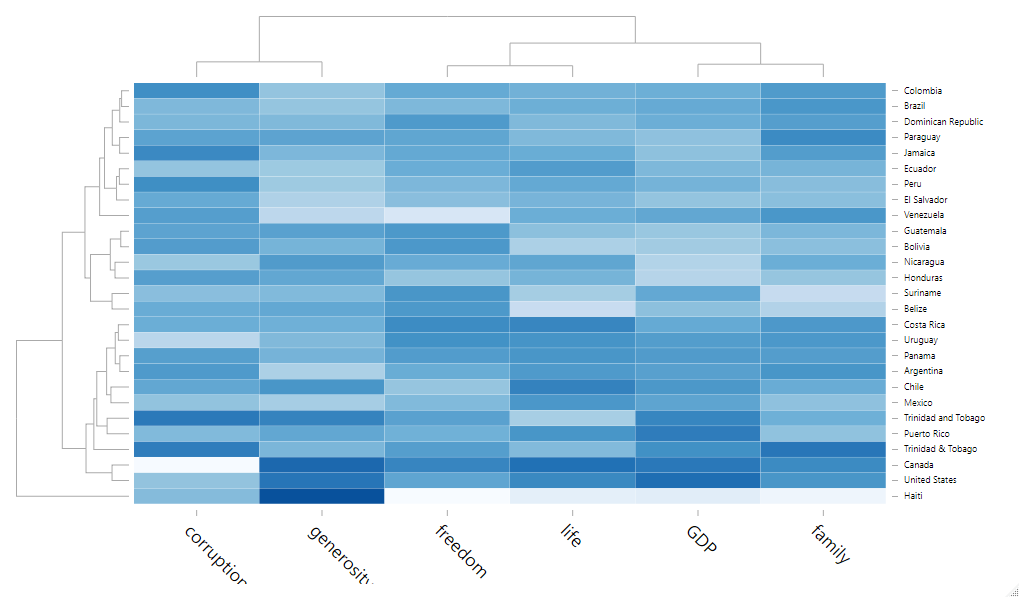 Colombia
Brazil
Dominican Republic
Paraguay
Jamaica
Ecuador
Peru
El Salvador
Venezuela
Guatemala
Bolivia
Nicaragua
Honduras
Suriname
Belize
Costa Rica
Uruguay
Panama
Argentina
Chile
Mexico
Trinidad and Tobago
Puerto Rico
Trinidad & Tobago
Canada
United States
Haiti
corruption
generosity
freedom
life
GDP
family